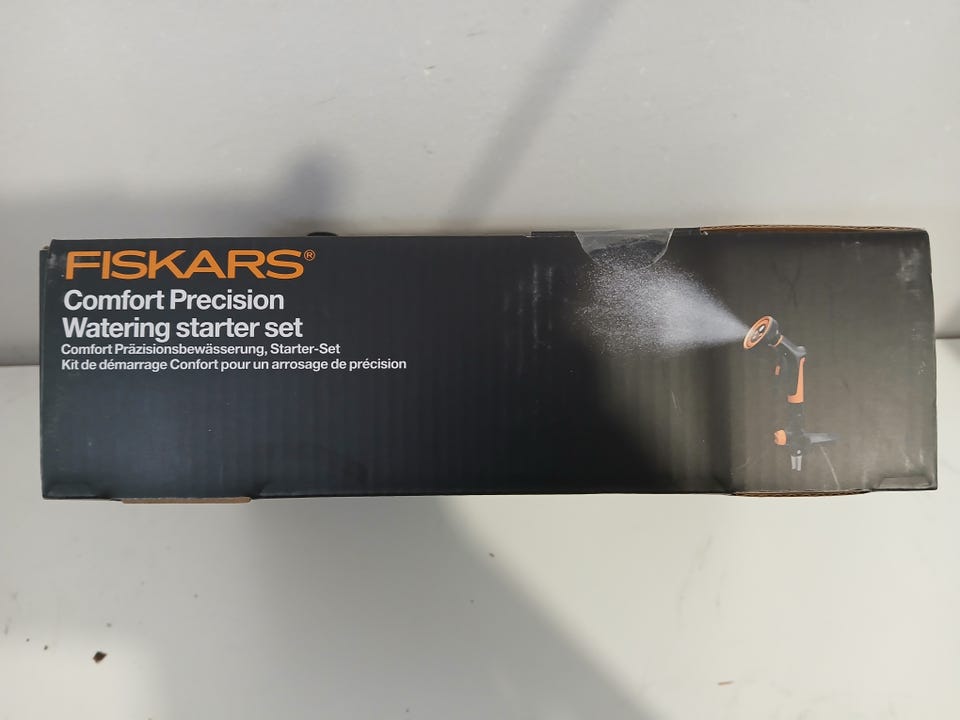 FISKARS®
Comfort Precision
Watering starter set
Comfort Präzisionsbewässerung, Starter-Set
Kit de démarrage Confort pour un arrosage de précision